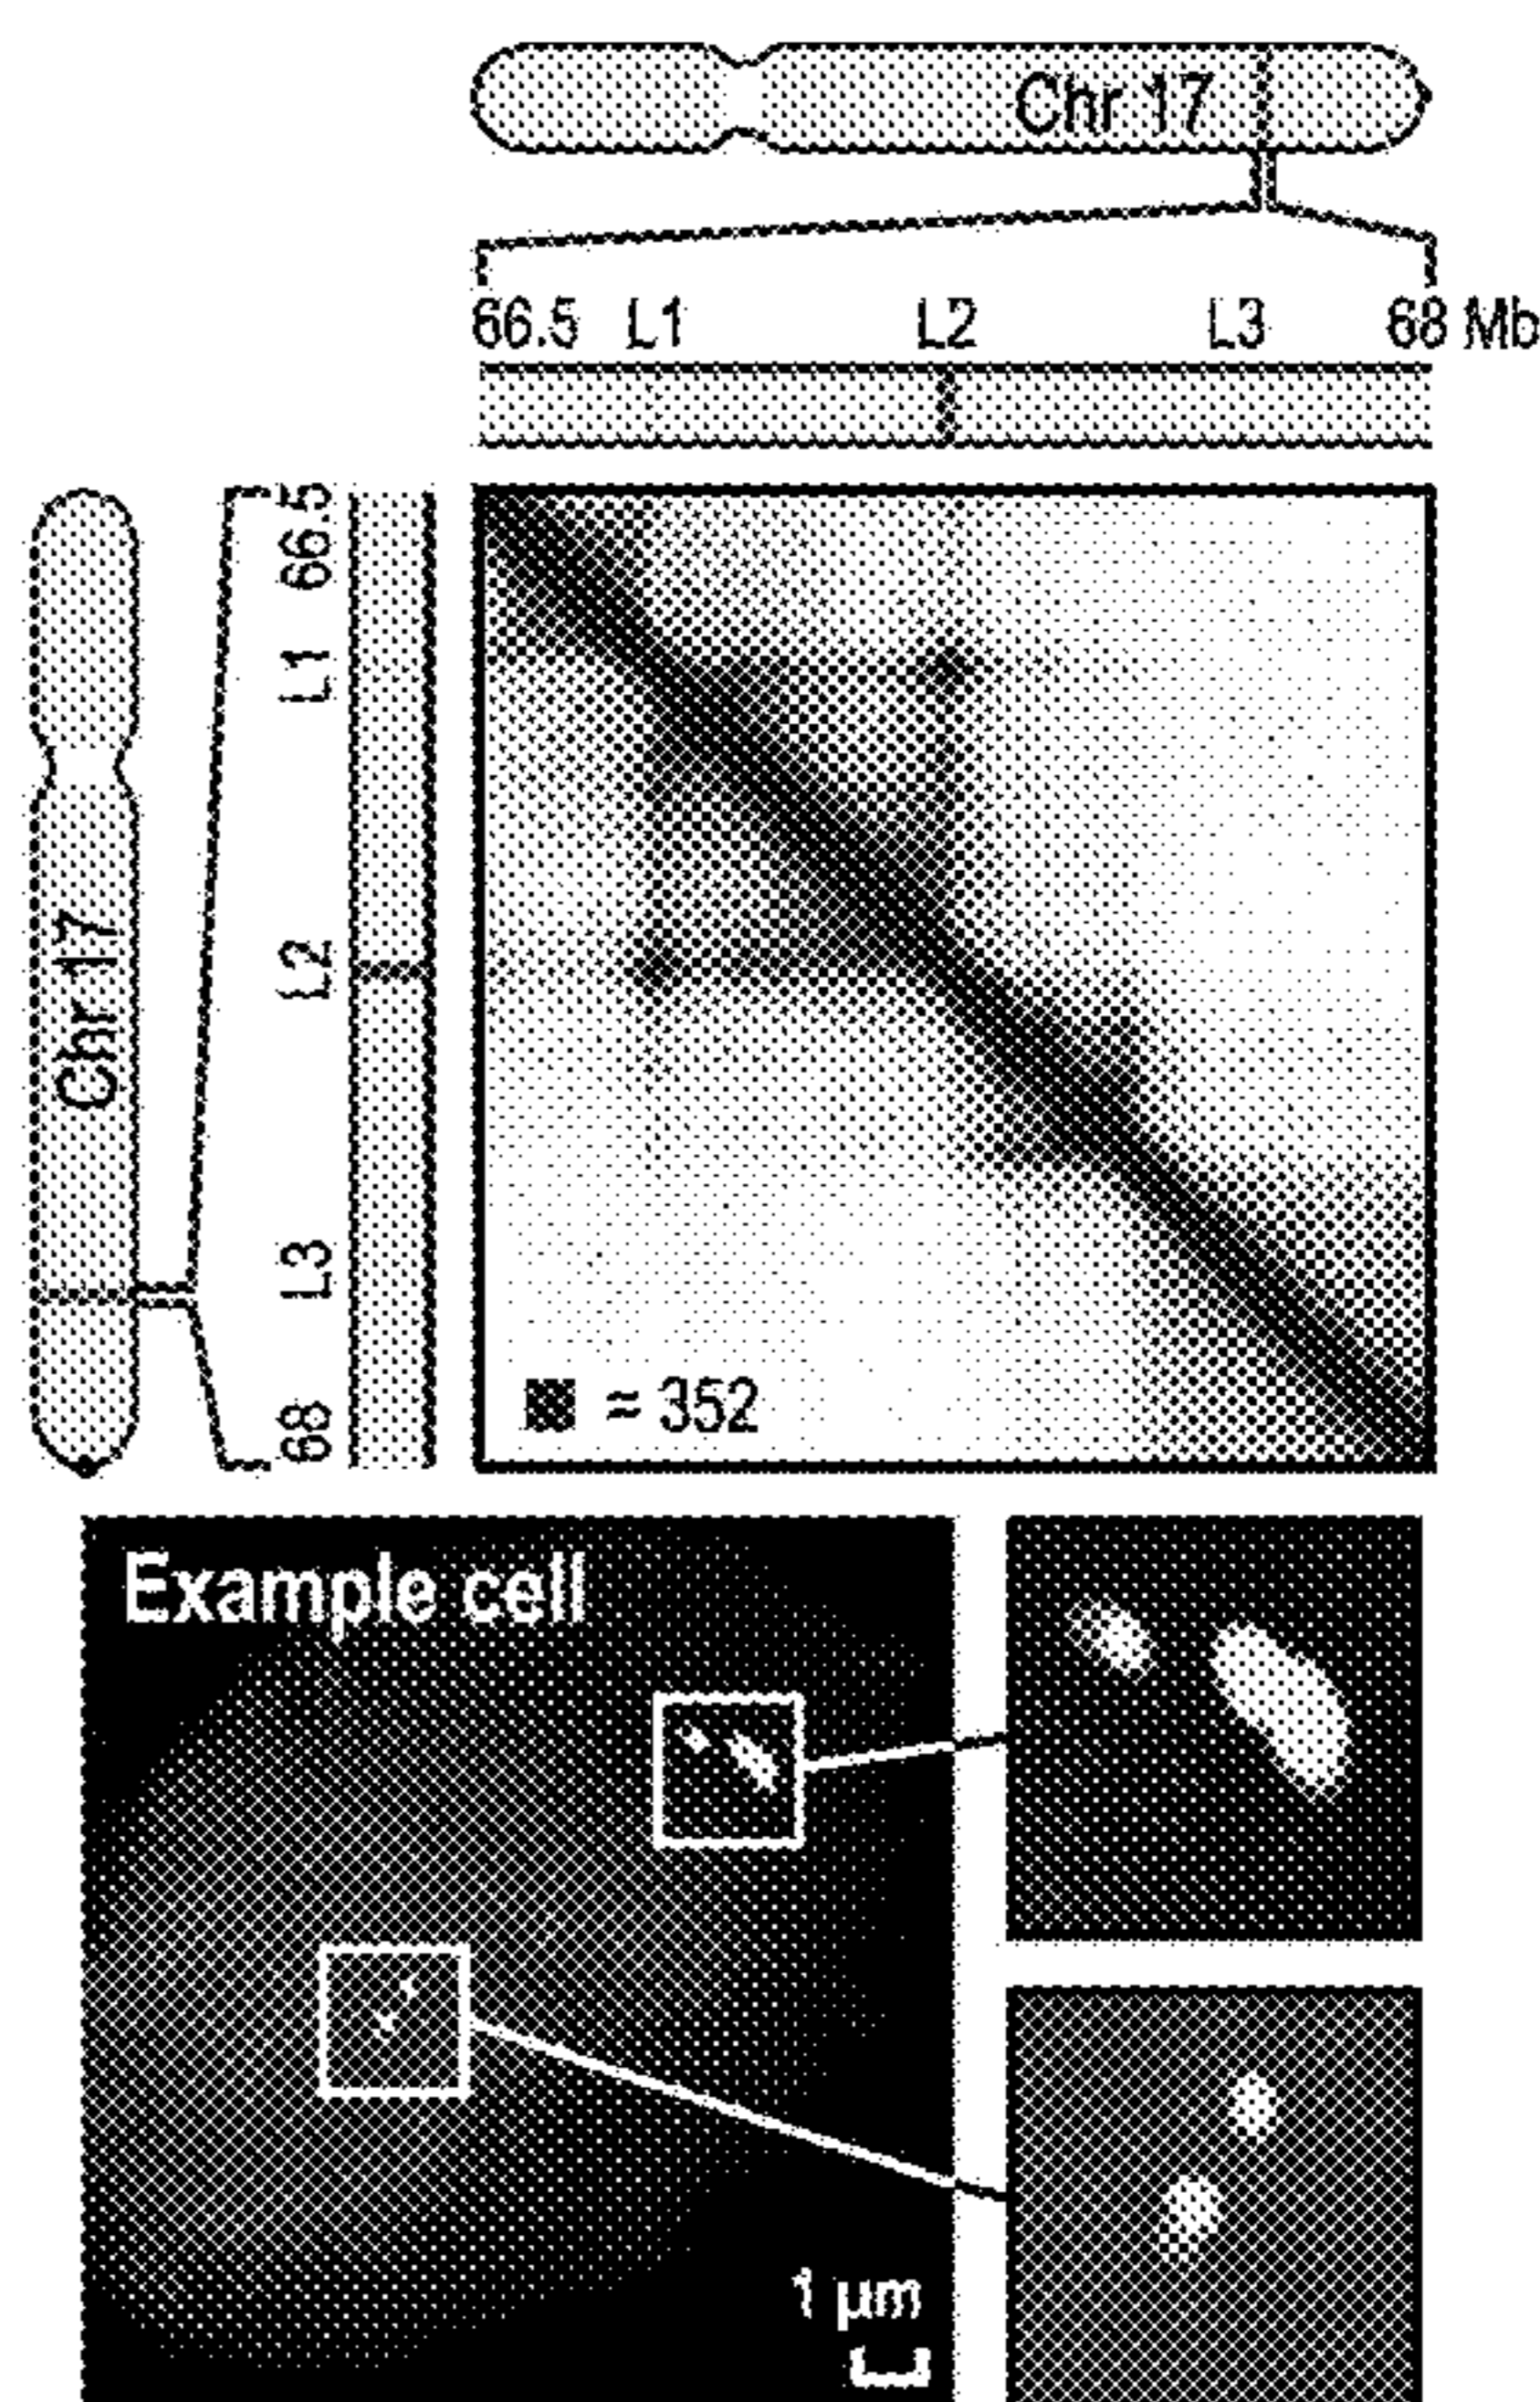 Chr 17
66.5 L1 L2 L3 68 Mb
Chr 17
66.5
L1
L2
L3
68
= 352
Example cell
1 µm